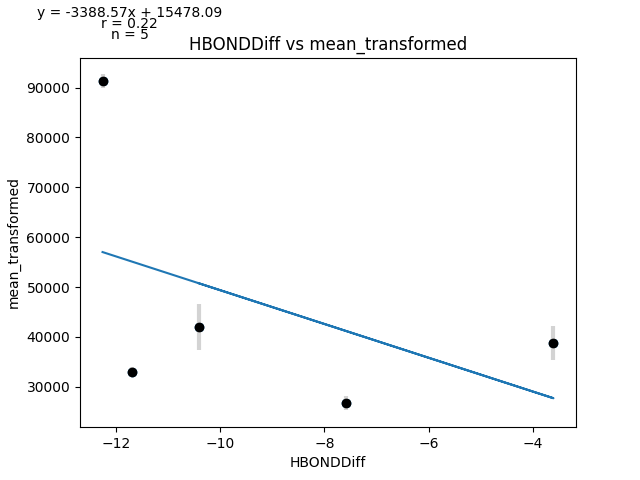 y = -3388.57x + 15478.09
r = 0.22
n = 5
HBONDDiff vs mean_transformed
90000
80000
70000
60000
50000
40000
30000
mean_transformed
−12
−10
−8
−6
−4
HBONDDiff